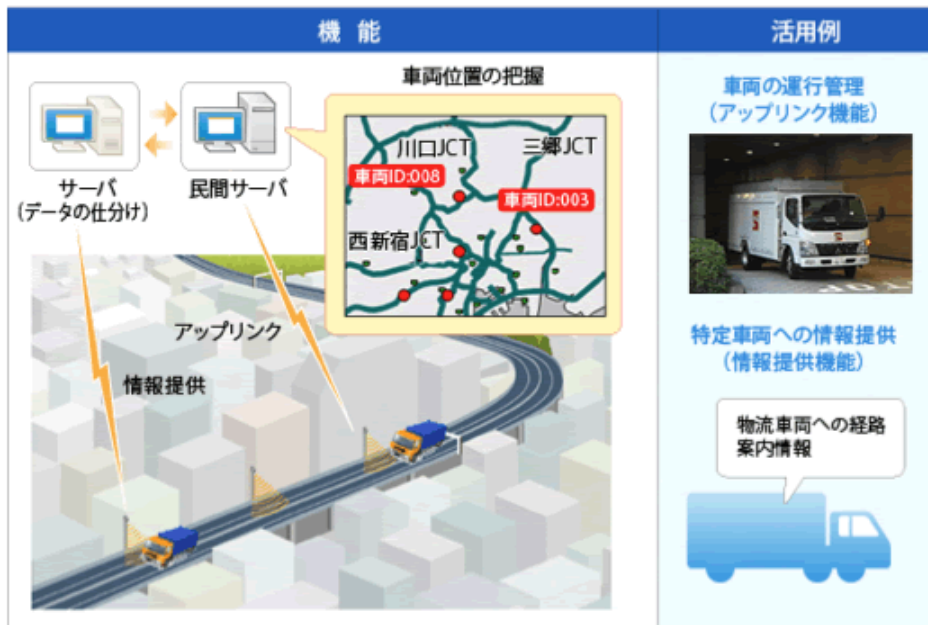 機 能
活用例
車両位置の把握
川口JCT
三郷JCT
車両ID:008
車両ID:003
西新宿JCT
サーバ
(データの仕分け)
民間サーバ
アップリンク
情報提供
車両の運行管理
(アップリンク機能)
特定車両への情報提供
(情報提供機能)
物流車両への経路
案内情報